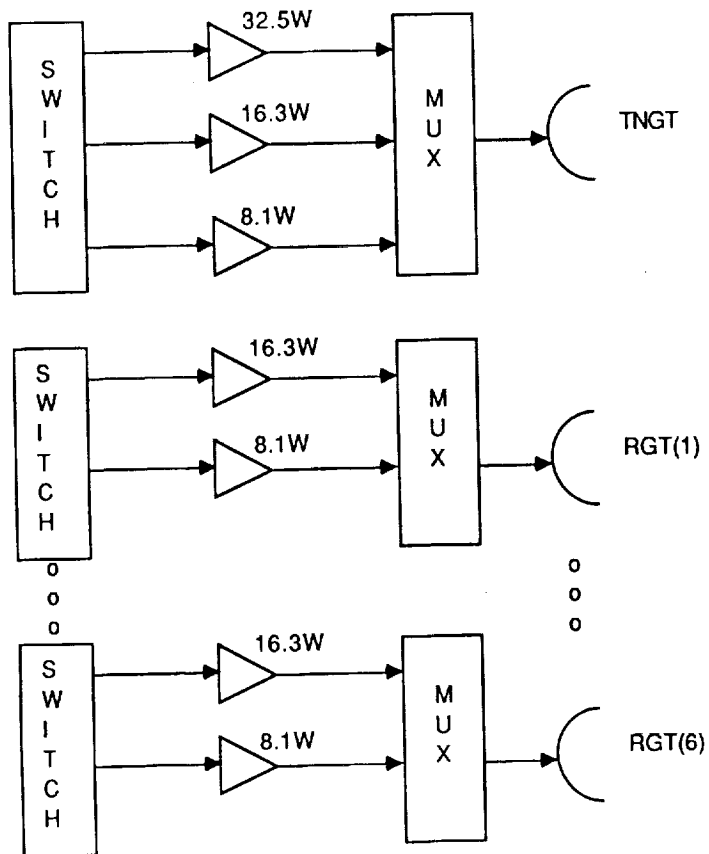 SWITCH
32.5W
16.3W
8.1W
MUX
TNGT
SWITCH
16.3W
8.1W
MUX
RGT(1)
o
o
o
o
o
o
SWITCH
16.3W
8.1W
MUX
RGT(6)